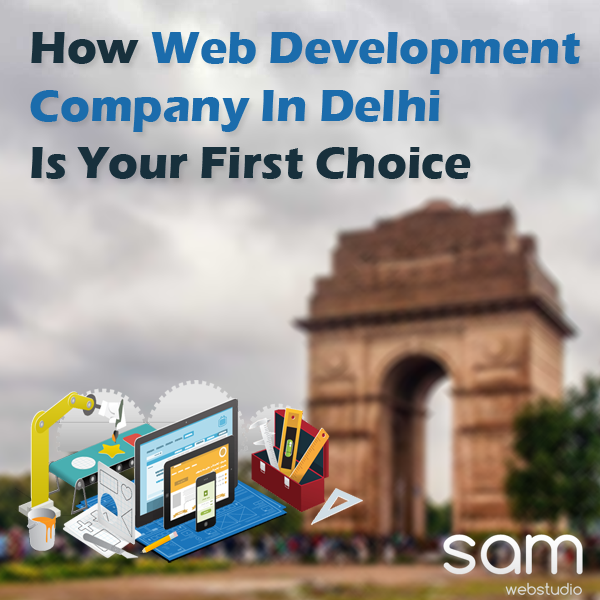 How Web Development
Company In Delhi
Is Your First Choice
sam
webstudio